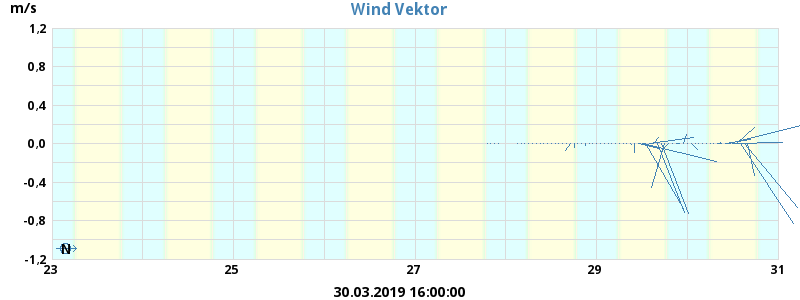 m/s
Wind Vektor
1,2
0,8
0,4
0,0
-0,4
-0,8
-1,2
N
23 25 27 29 31
30.03.2019 16:00:00